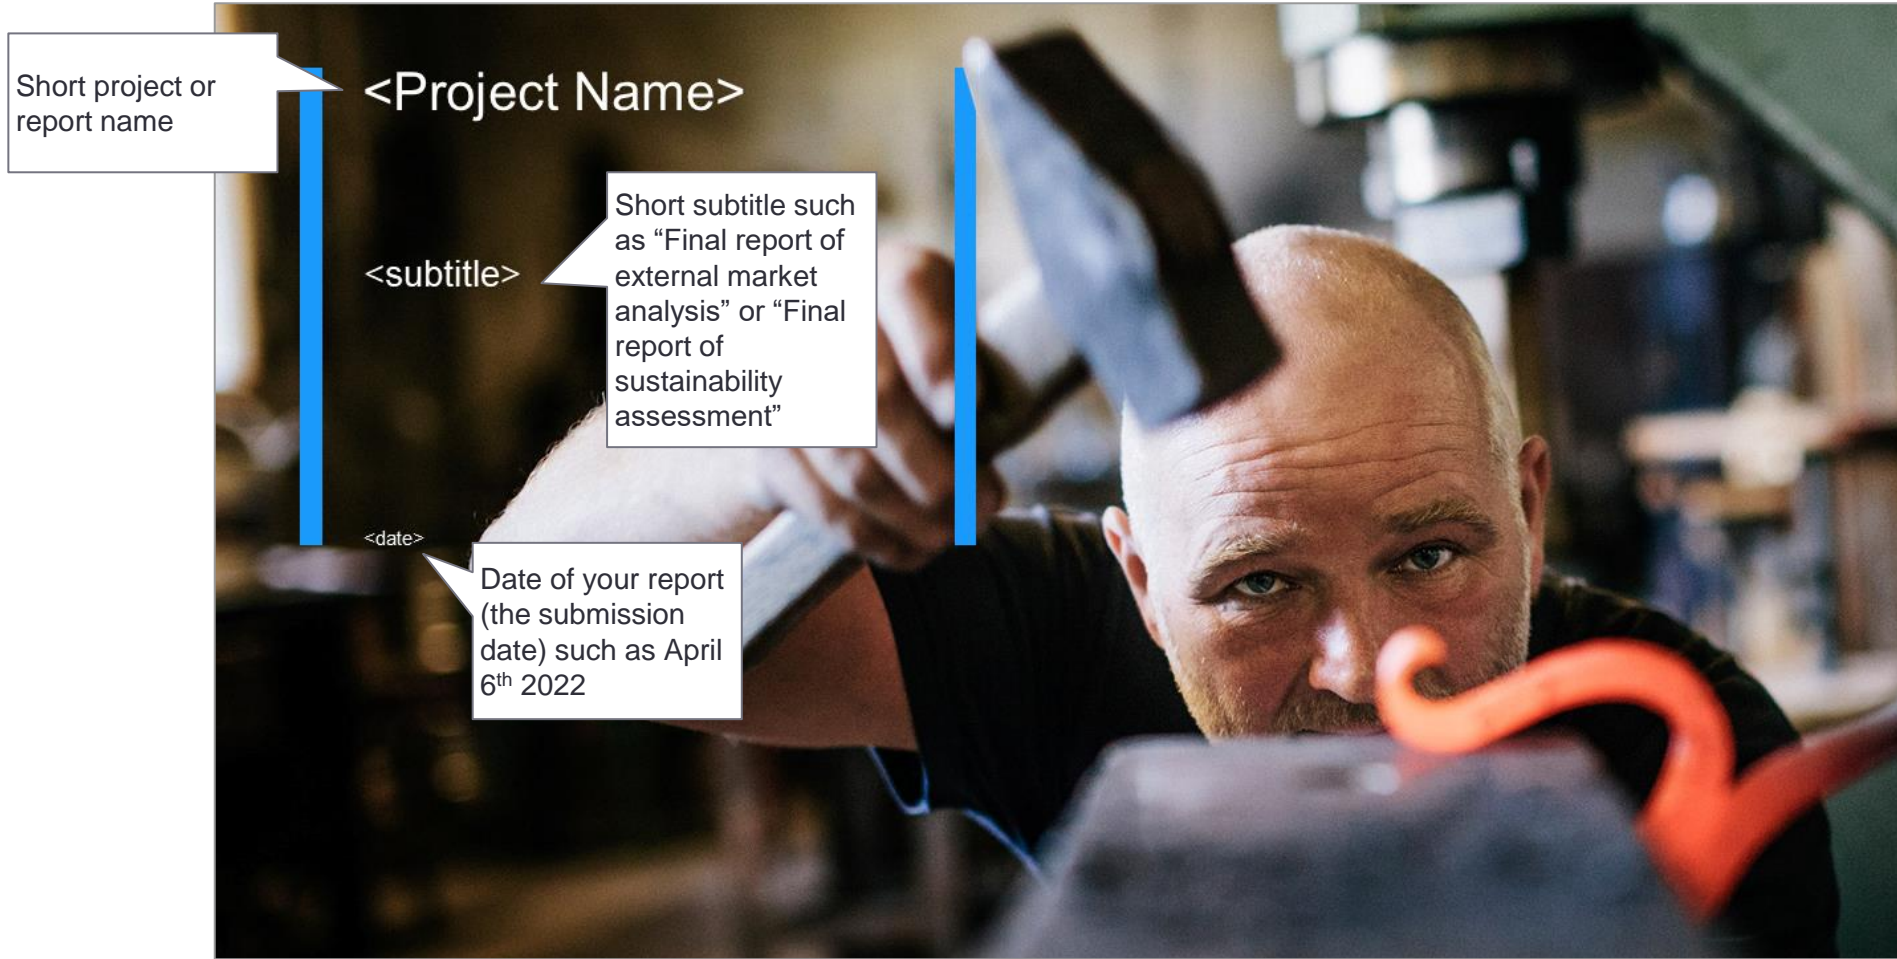 Short project or
report name
<Project Name>
<subtitle>
Short subtitle such
as “Final report of
external market
analysis” or “Final
report of
sustainability
assessment”
<date>
Date of your report
(the submission
date) such as April
6th 2022